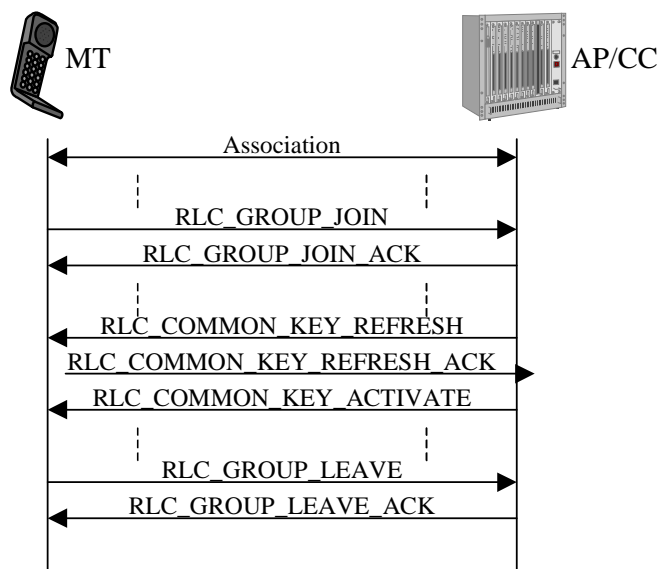 MT
AP/CC
Association
RLC_GROUP_JOIN
RLC_GROUP_JOIN_ACK
RLC_COMMON_KEY_REFRESH
RLC_COMMON_KEY_REFRESH_ACK
RLC_COMMON_KEY_ACTIVATE
RLC_GROUP_LEAVE
RLC_GROUP_LEAVE_ACK